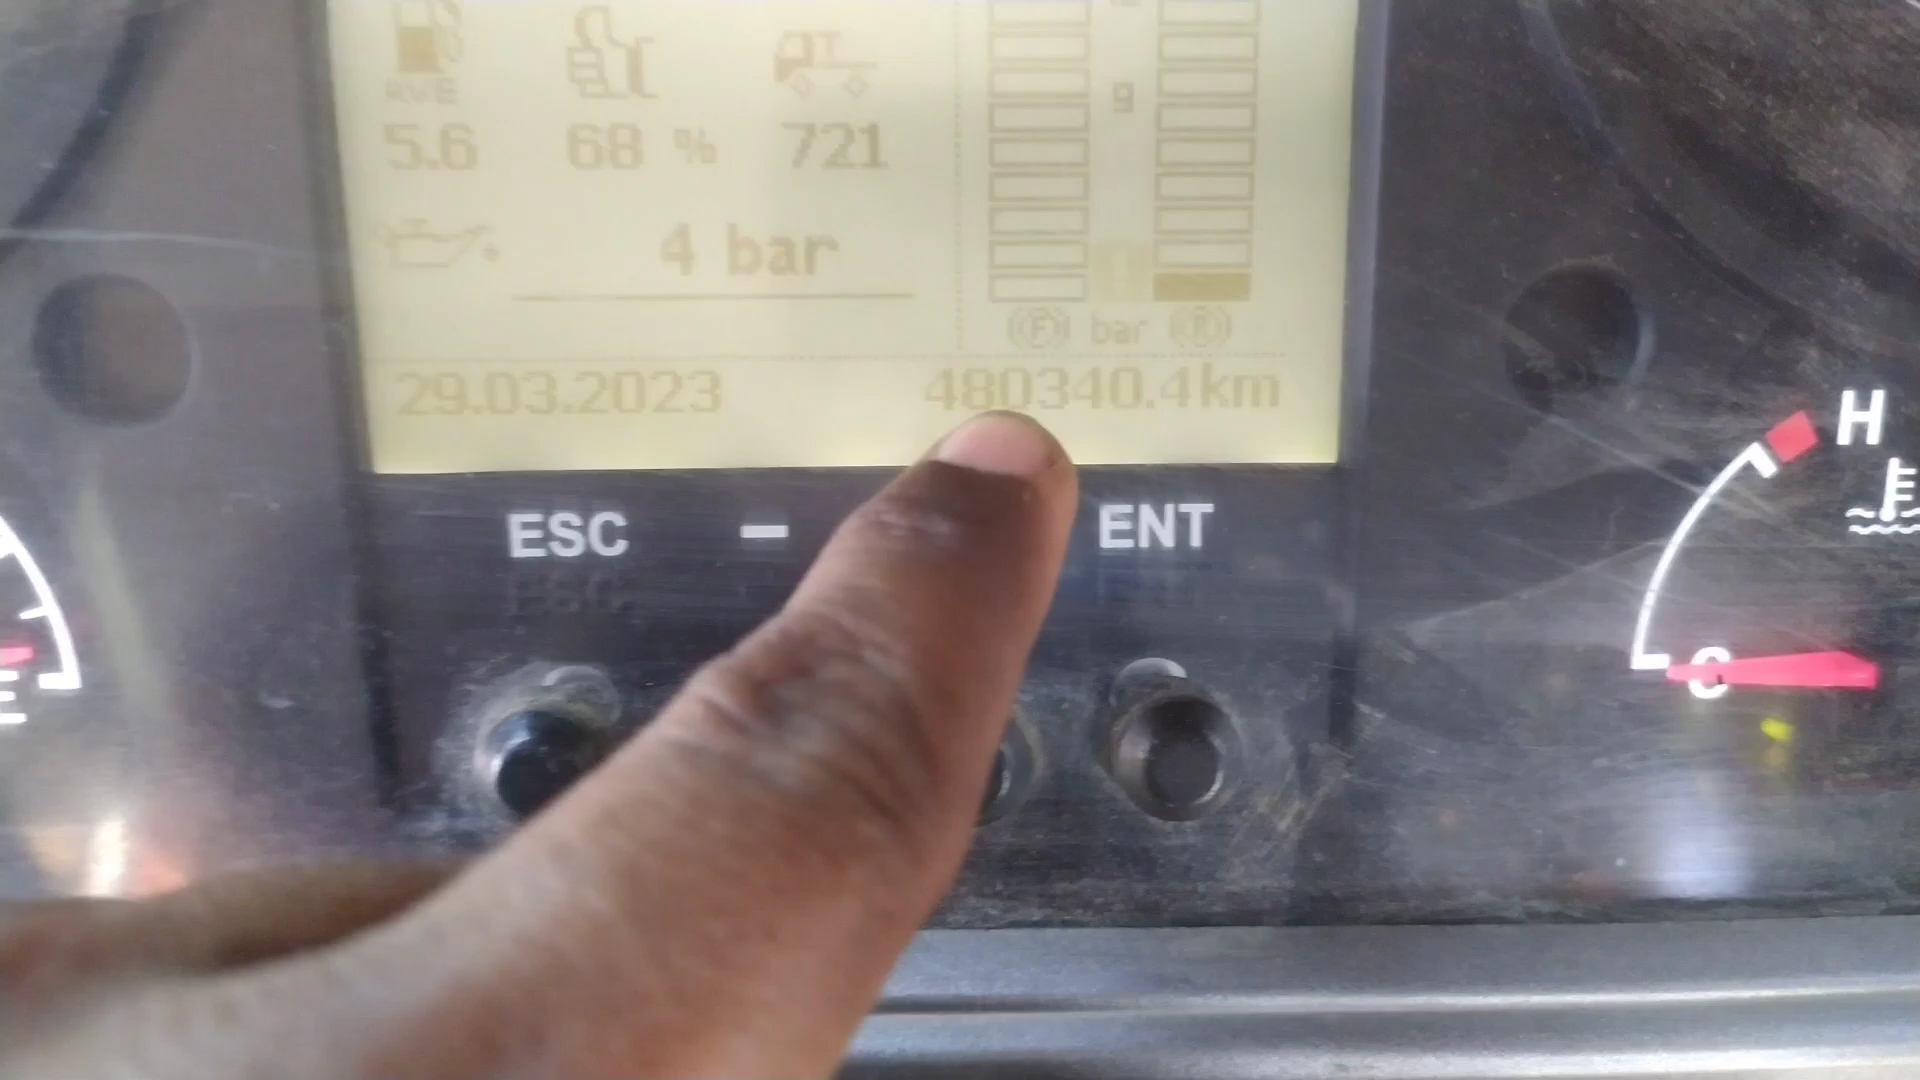 AVE
5.6 68 % 721
9
4 bar
(F) bar (R)
29.03.2023 480340.4km
ESC - ENT
H
C
E